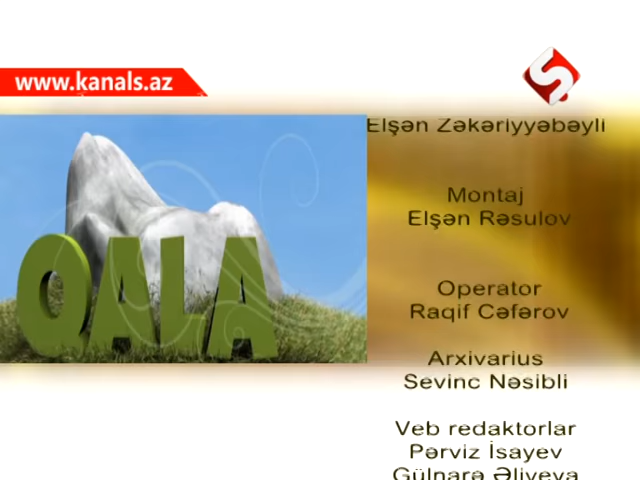 www.kanals.az
S
QALA
Elşən Zəkəriyyəbəyli
Montaj
Elşən Rəsulov
Operator
Raqif Cəfərov
Arxivarius
Sevinc Nəsibli
Veb redaktorlar
Pərviz İsayev
Gülnarə Əliyeva